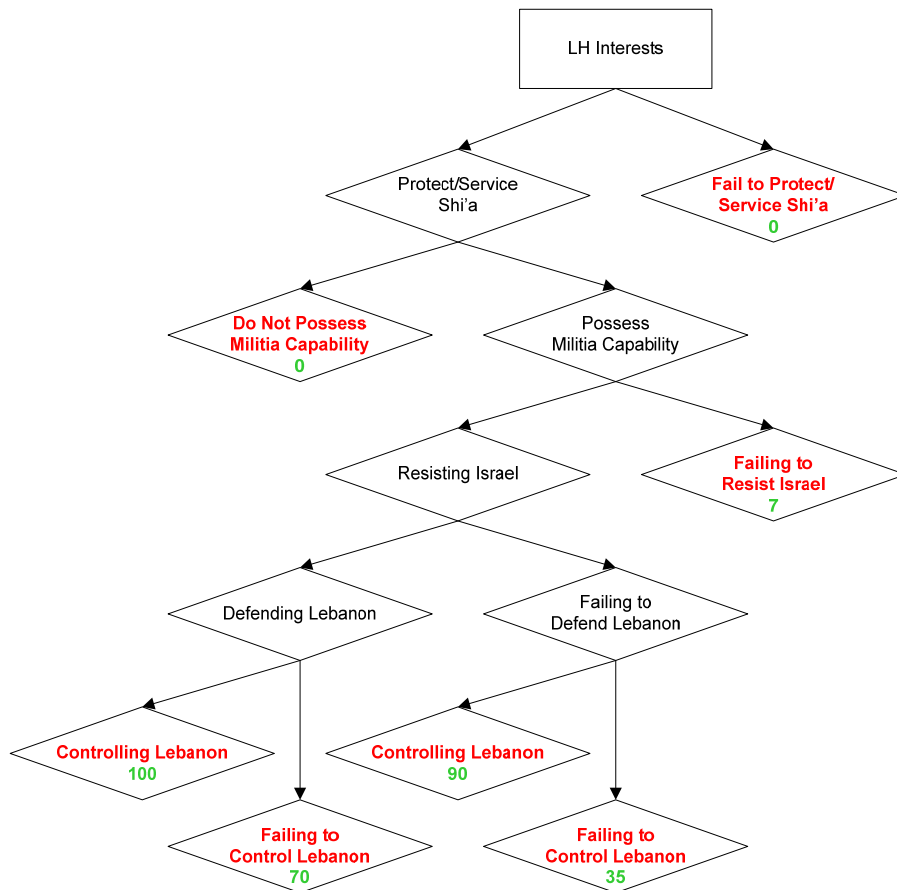 LH Interests
Protect/Service
Shi'a
Fail to Protect/
Service Shi'a
0
Do Not Possess
Militia Capability
0
Possess
Militia Capability
Resisting Israel
Failing to
Resist Israel
7
Defending Lebanon
Failing to
Defend Lebanon
Controlling Lebanon
100
Controlling Lebanon
90
Failing to
Control Lebanon
70
Failing to
Control Lebanon
35